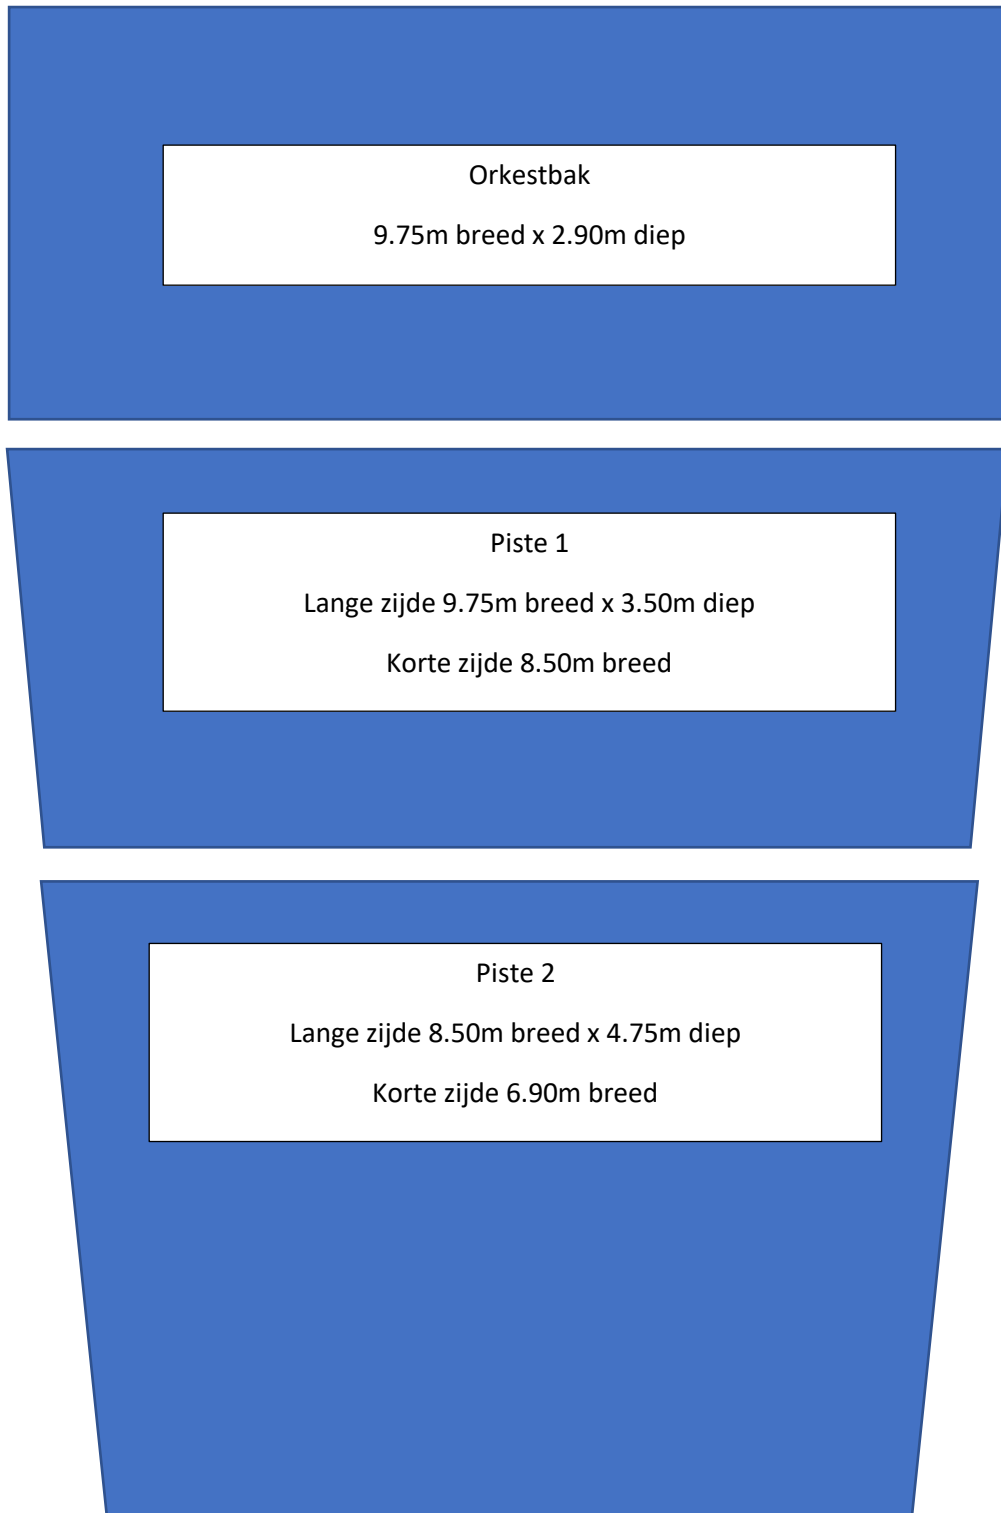 Orkestbak
9.75m breed x 2.90m diep
Piste 1
Lange zijde 9.75m breed x 3.50m diep
Korte zijde 8.50m breed
Piste 2
Lange zijde 8.50m breed x 4.75m diep
Korte zijde 6.90m breed